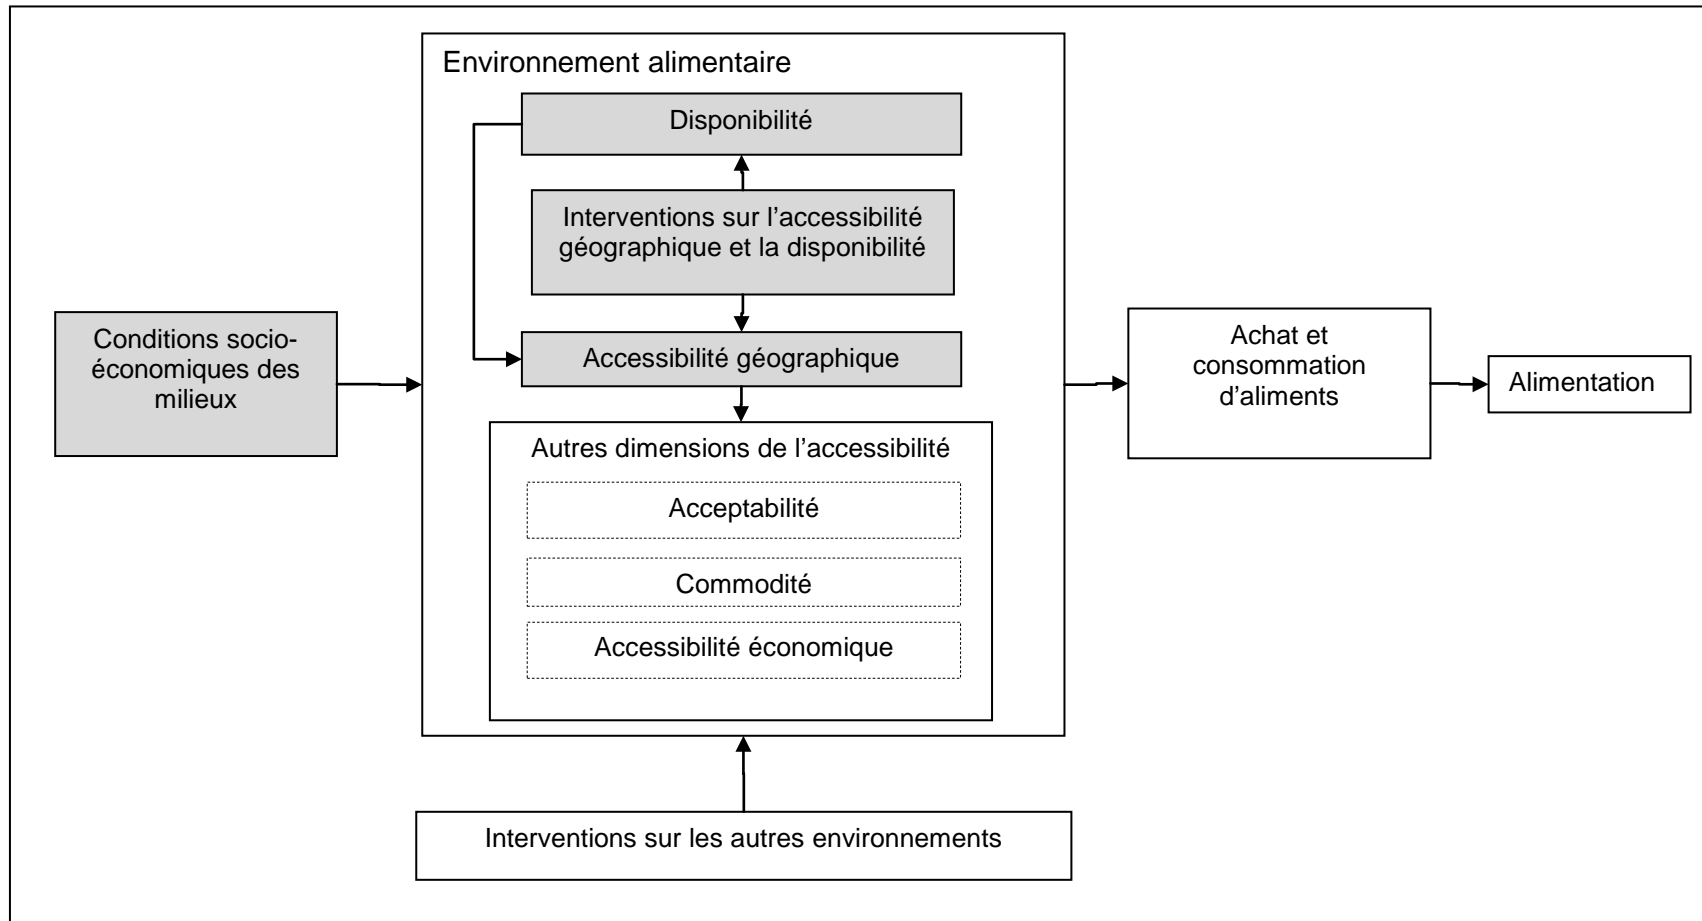 Environnement alimentaire
Disponibilité
Interventions sur l'accessibilité
géographique et la disponibilité
Conditions socio-
économiques des
milieux
Accessibilité géographique
Achat et
consommation
d'aliments
Alimentation
Autres dimensions de l'accessibilité
Acceptabilité
Commodité
Accessibilité économique
Interventions sur les autres environnements